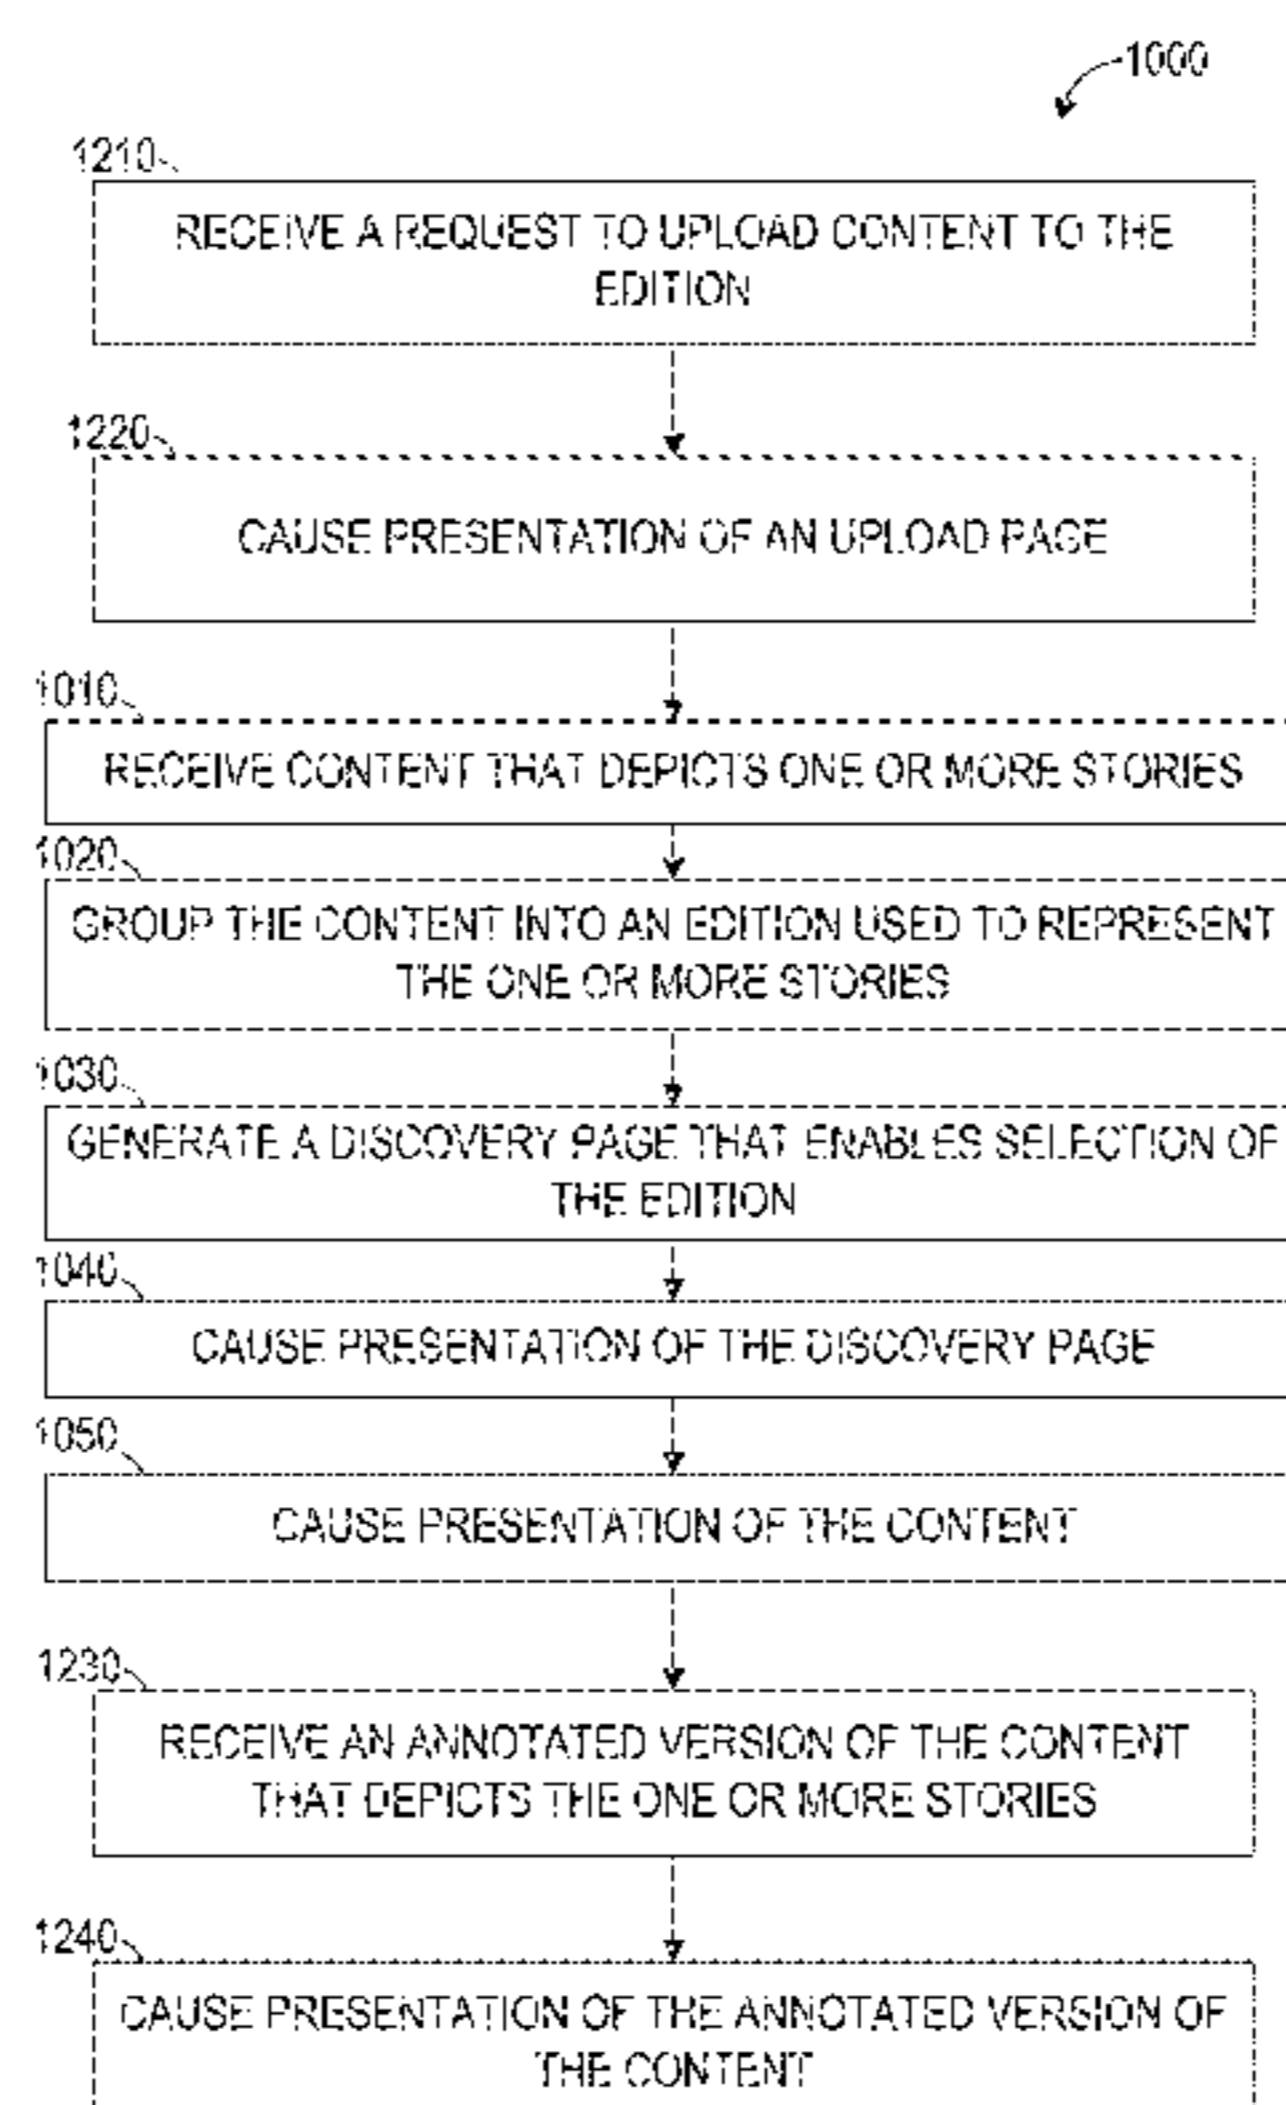 1000
1210
RECEIVE A REQUEST TO UPLOAD CONTENT TO THE
EDITION
1220
CAUSE PRESENTATION OF AN UPLOAD PAGE
1010
RECEIVE CONTENT THAT DEPICTS ONE OR MORE STORIES
1020
GROUP THE CONTENT INTO AN EDITION USED TO REPRESENT
THE ONE OR MORE STORIES
1030
GENERATE A DISCOVERY PAGE THAT ENABLES SELECTION OF
THE EDITION
1040
CAUSE PRESENTATION OF THE DISCOVERY PAGE
1050
CAUSE PRESENTATION OF THE CONTENT
1230
RECEIVE AN ANNOTATED VERSION OF THE CONTENT
THAT DEPICTS THE ONE OR MORE STORIES
1240
CAUSE PRESENTATION OF THE ANNOTATED VERSION OF
THE CONTENT